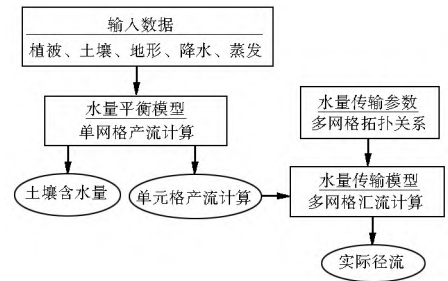 输入数据
植被、土壤、地形、降水、蒸发
水量平衡模型
单网格产流计算
水量传输参数
多网格拓扑关系
土壤含水量
单元格产流计算
水量传输模型
多网格汇流计算
实际径流